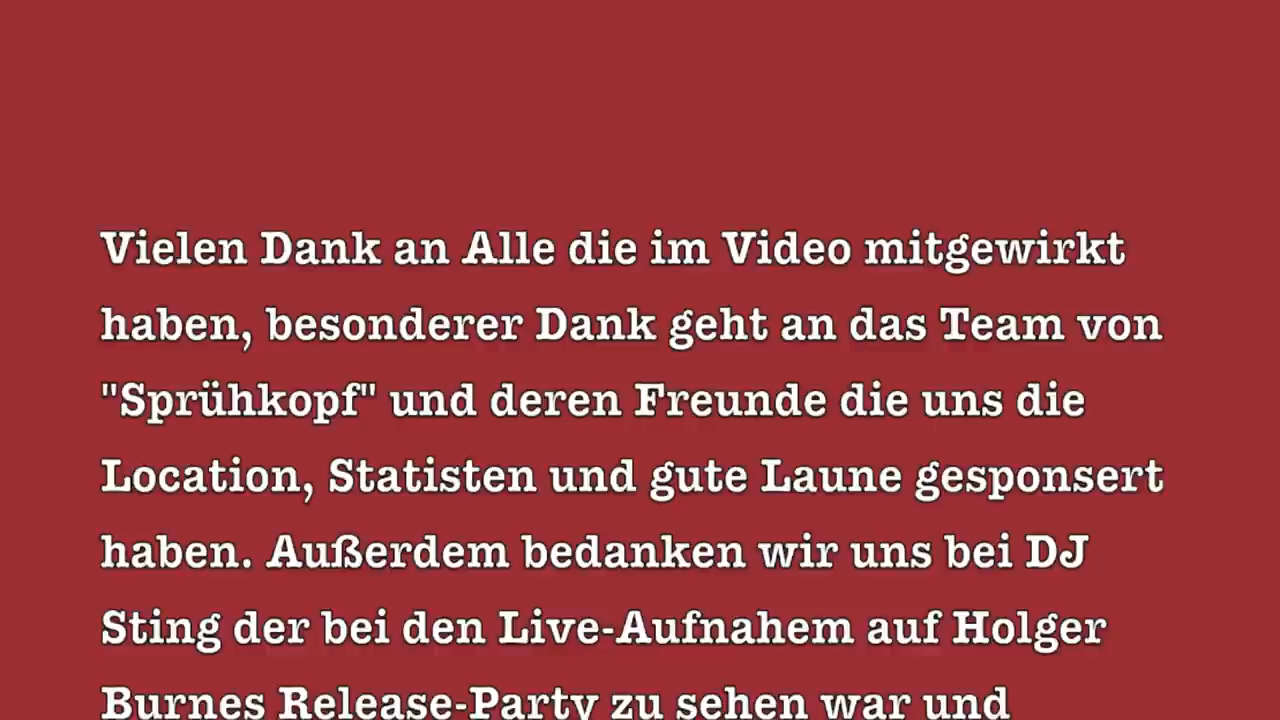 Vielen Dank an Alle die im Video mitgewirkt
haben, besonderer Dank geht an das Team von
"Sprühkopf" und deren Freunde die uns die
Location, Statisten und gute Laune gesponsert
haben. Außerdem bedanken wir uns bei DJ
Sting der bei den Live-Aufnahem auf Holger
Burnes Release-Party zu sehen war und